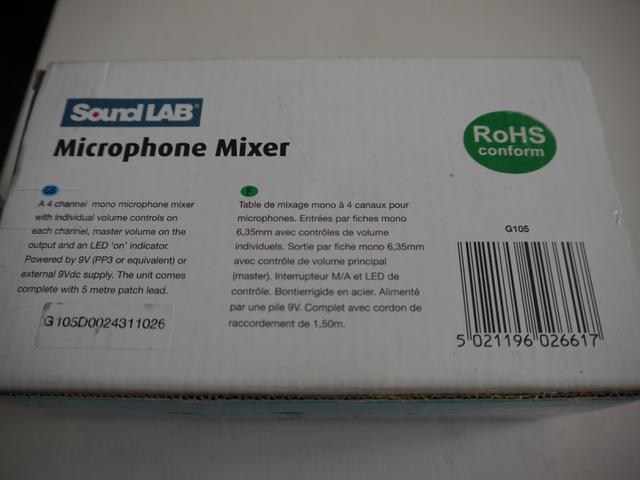 Sound LAB®
Microphone Mixer
RoHS
conform
GB
A 4 channel mono microphone mixer
with individual volume controls on
each channel, master volume on the
output and an LED 'on' indicator.
Powered by 9V (PP3 or equivalent) or
external 9Vdc supply. The unit comes
complete with 5 metre patch lead.
G105D0024311026
F
Table de mixage mono à 4 canaux pour
microphones. Entrées par fiches mono
6,35mm avec contrôles de volume
individuels. Sortie par fiche mono 6,35mm
avec contrôle de volume principal
(master). Interrupteur M/A et LED de
contrôle. Bontierrigide en acier. Alimenté
par une pile 9V. Complet avec cordon de
raccordement de 1,50m.
G105
5 021196 026617